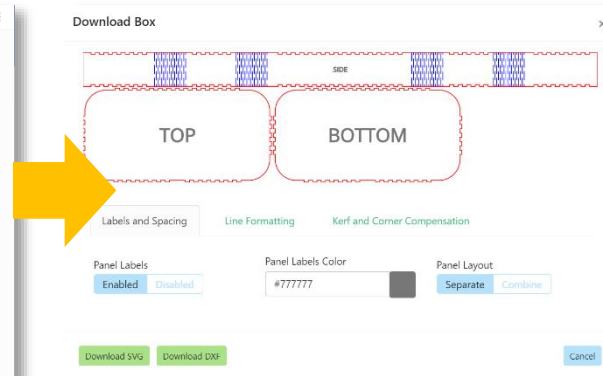 Download Box
SIDE
TOP BOTTOM
Labels and Spacing Line Formatting Kerf and Corner Compensation
Panel Labels Panel Labels Color Panel Layout
Enabled Disabled #777777 Separate Combine
Download SVG Download DXF Cancel